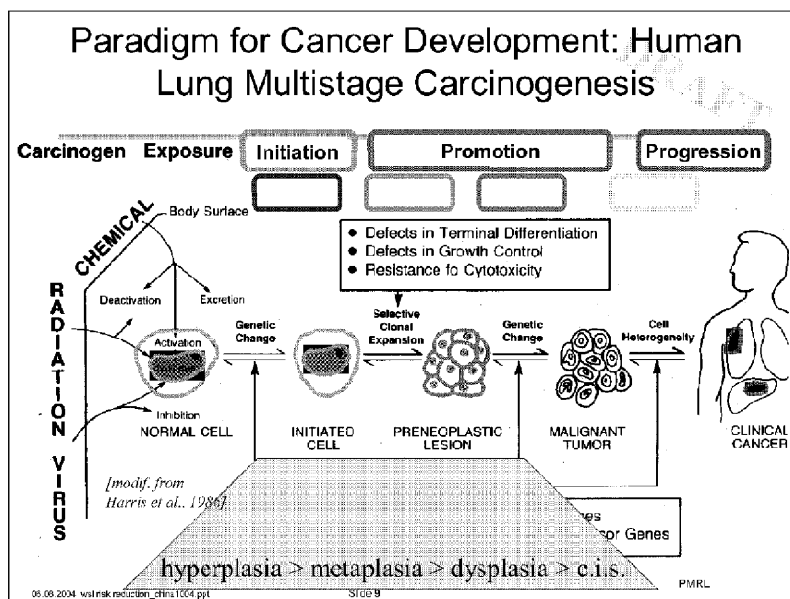 Paradigm for Cancer Development: Human
Lung Multistage Carcinogenesis
DRAFT
Carcinogen Exposure Initiation Promotion Progression
CHEMICAL
Body Surface
RADIATION VIRUS
Deactivation
Excretion
Activation
Inhibition
● Defects in Terminal Differentiation
● Defects in Growth Control
● Resistance to Cytotoxicity
Genetic
Change
Selective
Clonal
Expansion
Genetic
Change
Cell
Heterogeneity
NORMAL CELL
INITIATED
CELL
PRENEOPLASTIC
LESION
MALIGNANT
TUMOR
CLINICAL
CANCER
[modif. from
Harris et al., 1986]
sor Genes
hyperplasia > metaplasia > dysplasia > c.i.s.
Slide 9
PMRL